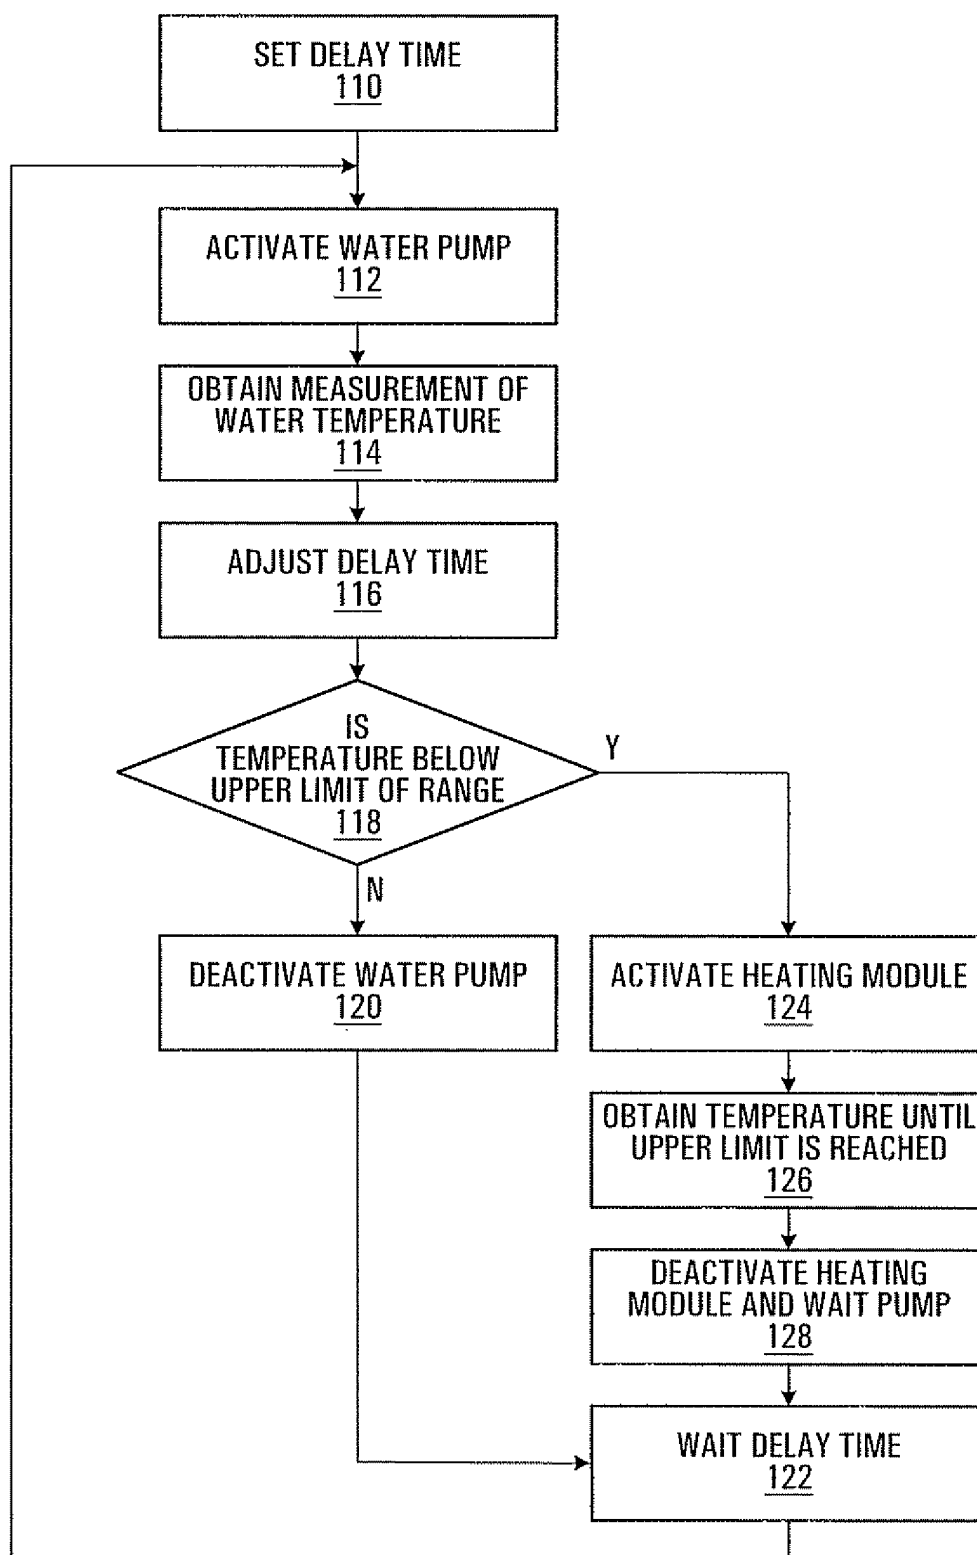 SET DELAY TIME
110
ACTIVATE WATER PUMP
112
OBTAIN MEASUREMENT OF
WATER TEMPERATURE
114
ADJUST DELAY TIME
116
IS
TEMPERATURE BELOW
UPPER LIMIT OF RANGE
118
Y
N
DEACTIVATE WATER PUMP
120
ACTIVATE HEATING MODULE
124
OBTAIN TEMPERATURE UNTIL
UPPER LIMIT IS REACHED
126
DEACTIVATE HEATING
MODULE AND WAIT PUMP
128
WAIT DELAY TIME
122